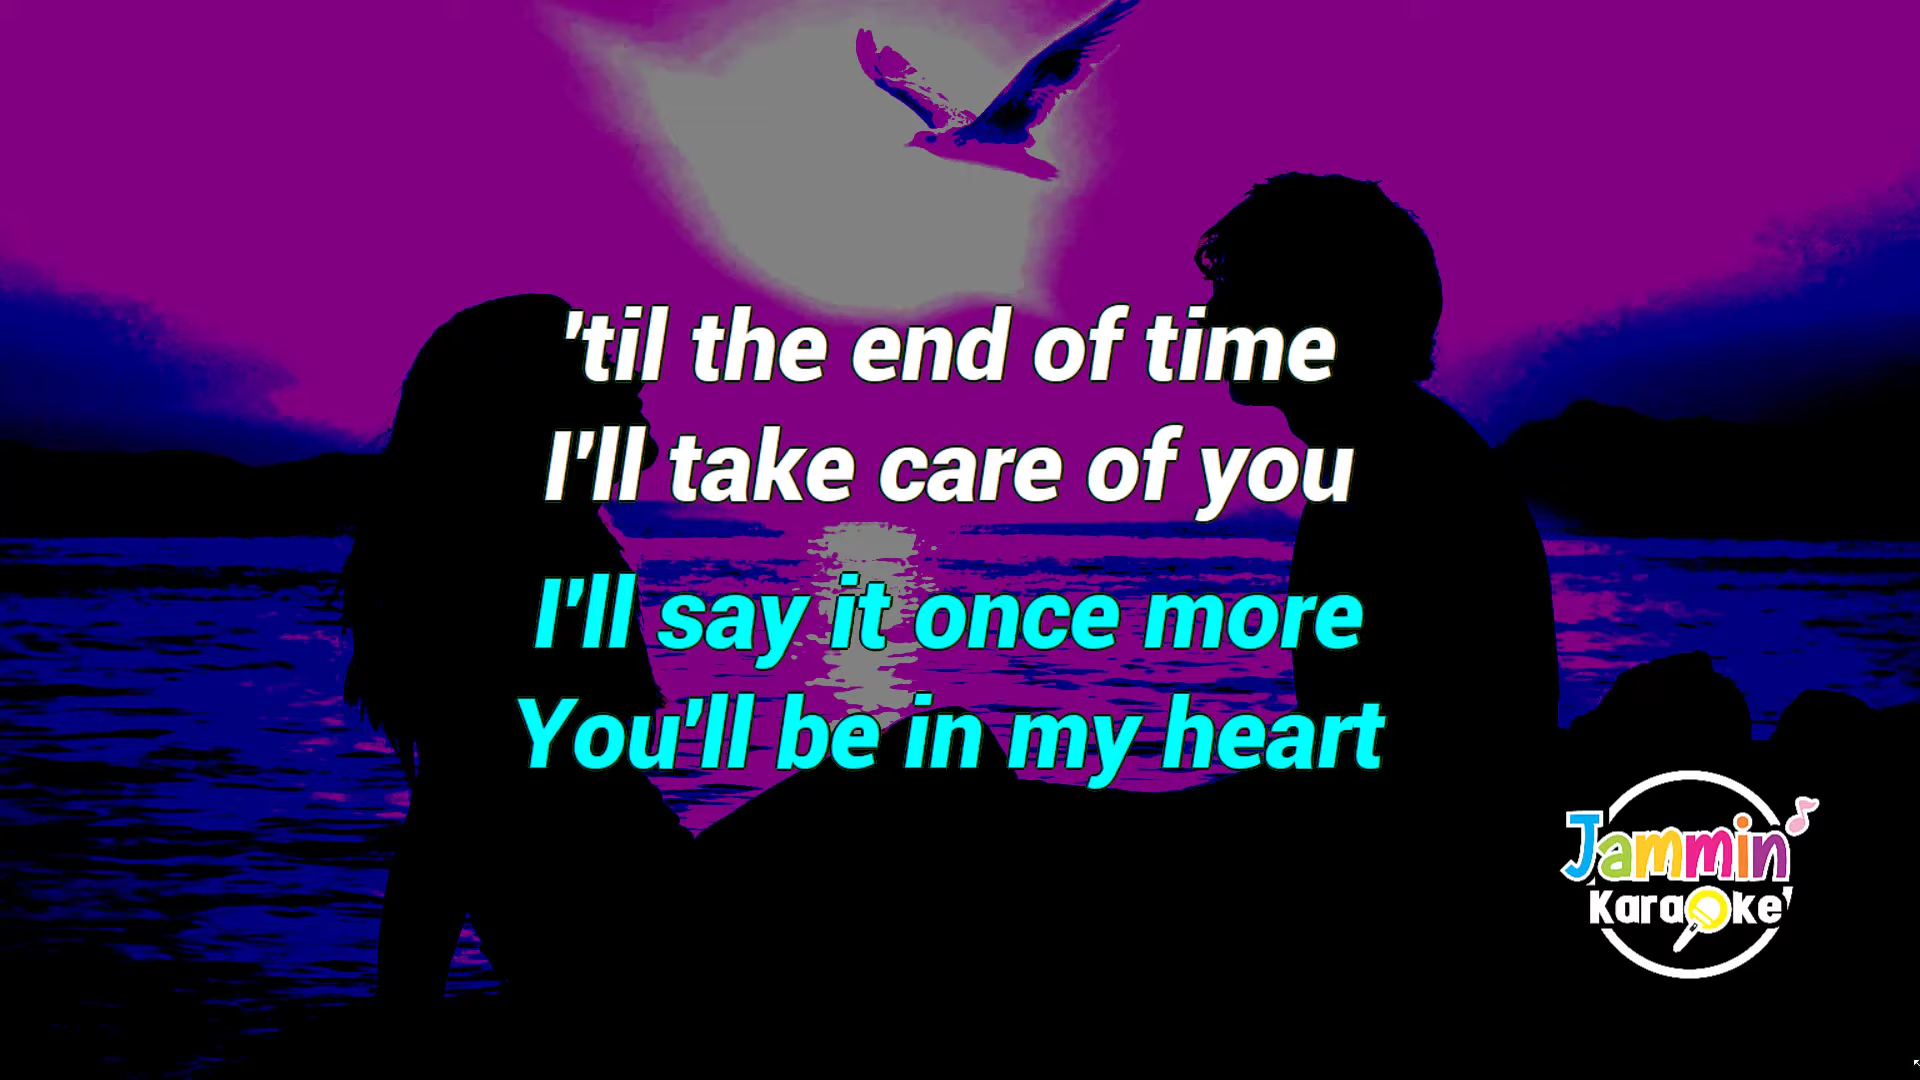 'til the end of time
I'll take care of you
I'll say it once more
You'll be in my heart
Jammin'
Karaoke